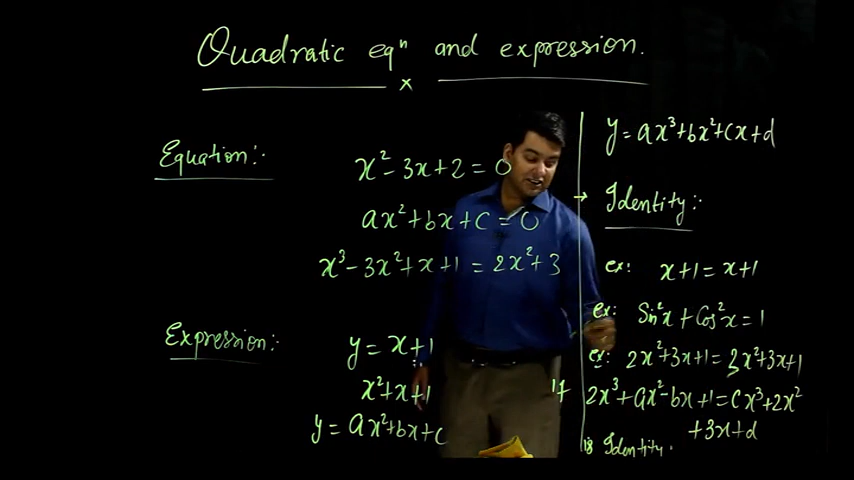 Quadratic eqⁿ and expression.
x
Equation:-
x² - 3x + 2 = 0
ax² + bx + c = 0
x³ - 3x² + x + 1 = 2x² + 3
Expression:-
y = x + 1
x² + x + 1
y = ax² + bx + c
y = ax³ + bx² + cx + d
→ Identity:-
ex: x + 1 = x + 1
ex: Sin²x + Cos²x = 1
ex: 2x² + 3x + 1 = 2x² + 3x + 1
If 2x³ + ax² - bx + 1 = cx³ + 2x²
+ 3x + d
is Identity.